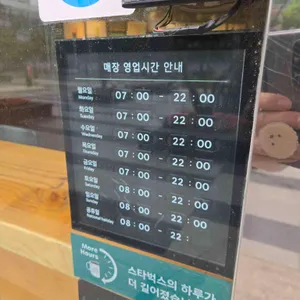 매장 영업시간 안내
월요일 07:00 - 22:00
Monday
화요일 07:00 - 22:00
Tuesday
수요일 07:00 - 22:00
Wednesday
목요일 07:00 - 22:00
Thursday
금요일 07:00 - 22:00
Friday
토요일 08:00 - 22:00
Saturday
일요일 08:00 - 22:00
Sunday
공휴일 08:00 - 22:
National holiday
More
Hours
스타벅스의 하루가
더 길어졌습